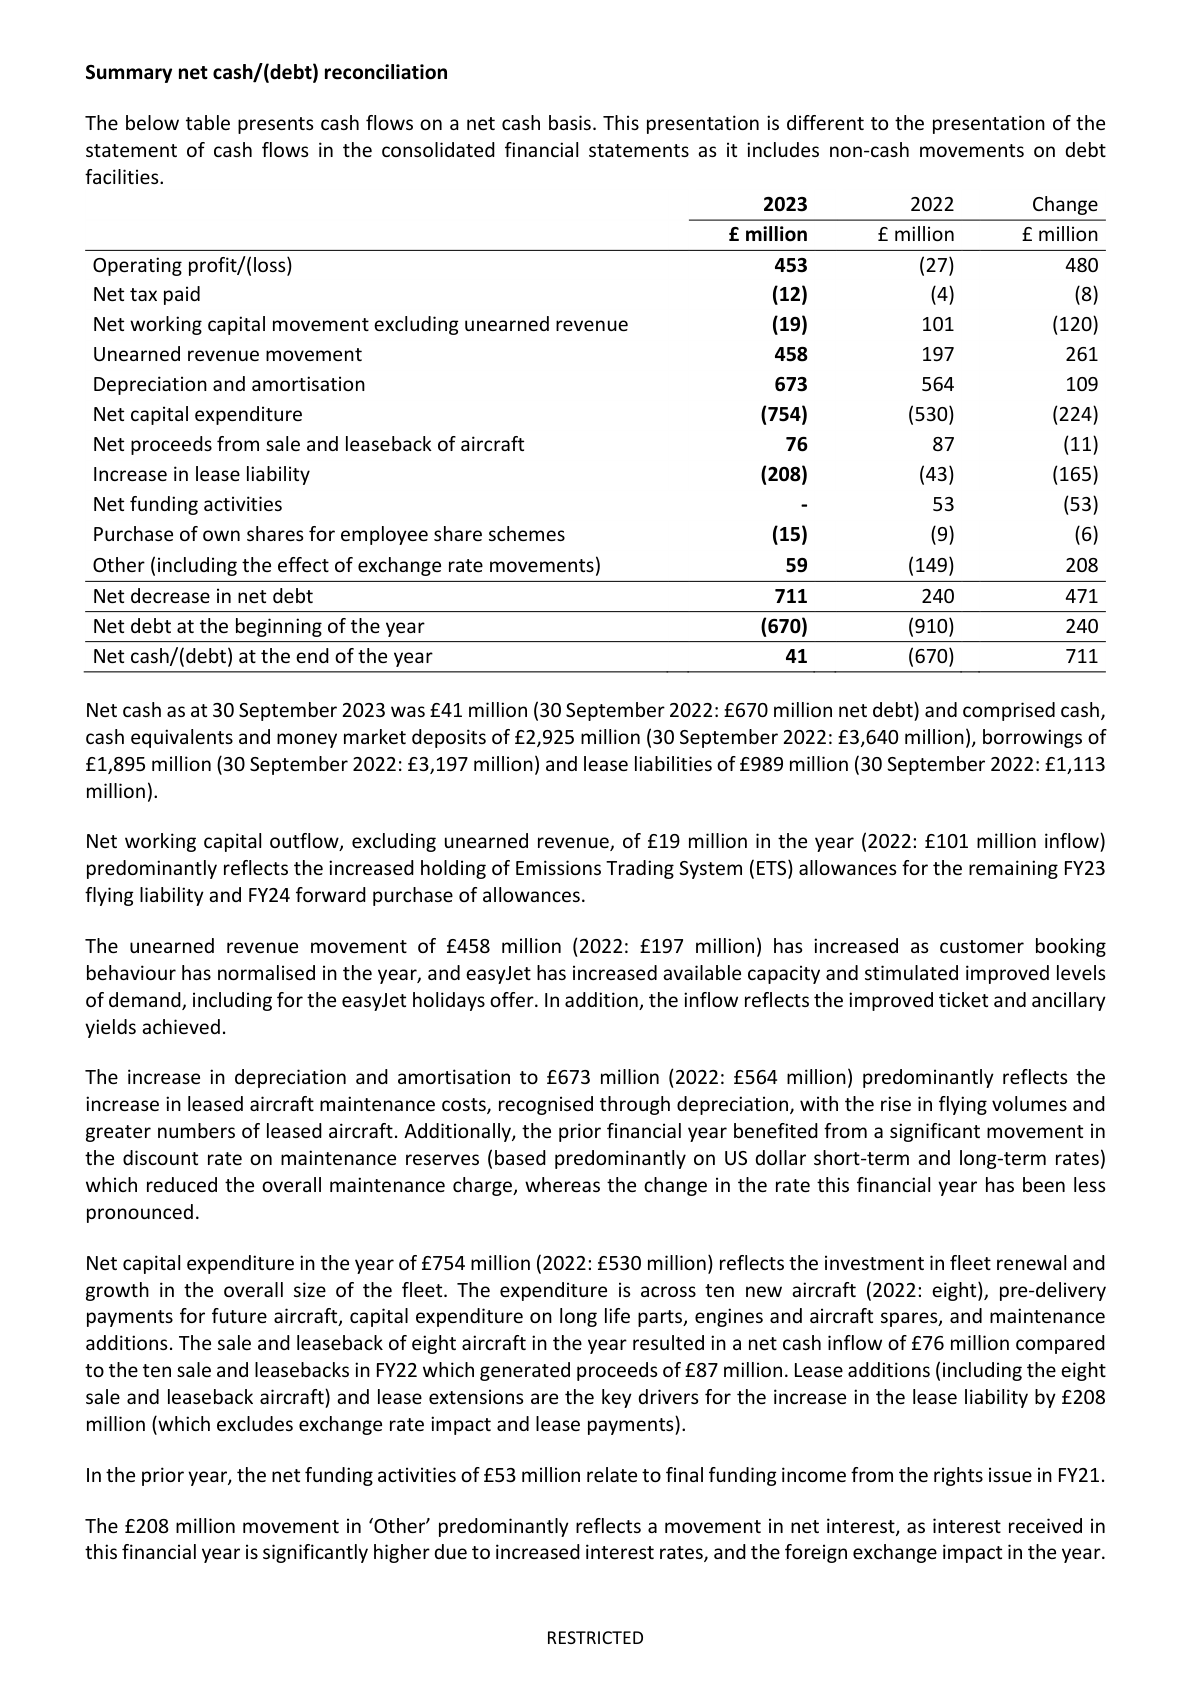 Summary net cash/(debt) reconciliation
The below table presents cash flows on a net cash basis. This presentation is different to the presentation of the
statement of cash flows in the consolidated financial statements as it includes non-cash movements on debt
facilities.
2023 2022 Change
£ million £ million £ million
Operating profit/(loss) 453 (27) 480
Net tax paid (12) (4) (8)
Net working capital movement excluding unearned revenue (19) 101 (120)
Unearned revenue movement 458 197 261
Depreciation and amortisation 673 564 109
Net capital expenditure (754) (530) (224)
Net proceeds from sale and leaseback of aircraft 76 87 (11)
Increase in lease liability (208) (43) (165)
Net funding activities - 53 (53)
Purchase of own shares for employee share schemes (15) (9) (6)
Other (including the effect of exchange rate movements) 59 (149) 208
Net decrease in net debt 711 240 471
Net debt at the beginning of the year (670) (910) 240
Net cash/(debt) at the end of the year 41 (670) 711
Net cash as at 30 September 2023 was £41 million (30 September 2022: £670 million net debt) and comprised cash,
cash equivalents and money market deposits of £2,925 million (30 September 2022: £3,640 million), borrowings of
£1,895 million (30 September 2022: £3,197 million) and lease liabilities of £989 million (30 September 2022: £1,113
million).
Net working capital outflow, excluding unearned revenue, of £19 million in the year (2022: £101 million inflow)
predominantly reflects the increased holding of Emissions Trading System (ETS) allowances for the remaining FY23
flying liability and FY24 forward purchase of allowances.
The unearned revenue movement of £458 million (2022: £197 million) has increased as customer booking
behaviour has normalised in the year, and easyJet has increased available capacity and stimulated improved levels
of demand, including for the easyJet holidays offer. In addition, the inflow reflects the improved ticket and ancillary
yields achieved.
The increase in depreciation and amortisation to £673 million (2022: £564 million) predominantly reflects the
increase in leased aircraft maintenance costs, recognised through depreciation, with the rise in flying volumes and
greater numbers of leased aircraft. Additionally, the prior financial year benefited from a significant movement in
the discount rate on maintenance reserves (based predominantly on US dollar short-term and long-term rates)
which reduced the overall maintenance charge, whereas the change in the rate this financial year has been less
pronounced.
Net capital expenditure in the year of £754 million (2022: £530 million) reflects the investment in fleet renewal and
growth in the overall size of the fleet. The expenditure is across ten new aircraft (2022: eight), pre-delivery
payments for future aircraft, capital expenditure on long life parts, engines and aircraft spares, and maintenance
additions. The sale and leaseback of eight aircraft in the year resulted in a net cash inflow of £76 million compared
to the ten sale and leasebacks in FY22 which generated proceeds of £87 million. Lease additions (including the eight
sale and leaseback aircraft) and lease extensions are the key drivers for the increase in the lease liability by £208
million (which excludes exchange rate impact and lease payments).
In the prior year, the net funding activities of £53 million relate to final funding income from the rights issue in FY21.
The £208 million movement in ‘Other’ predominantly reflects a movement in net interest, as interest received in
this financial year is significantly higher due to increased interest rates, and the foreign exchange impact in the year.
RESTRICTED